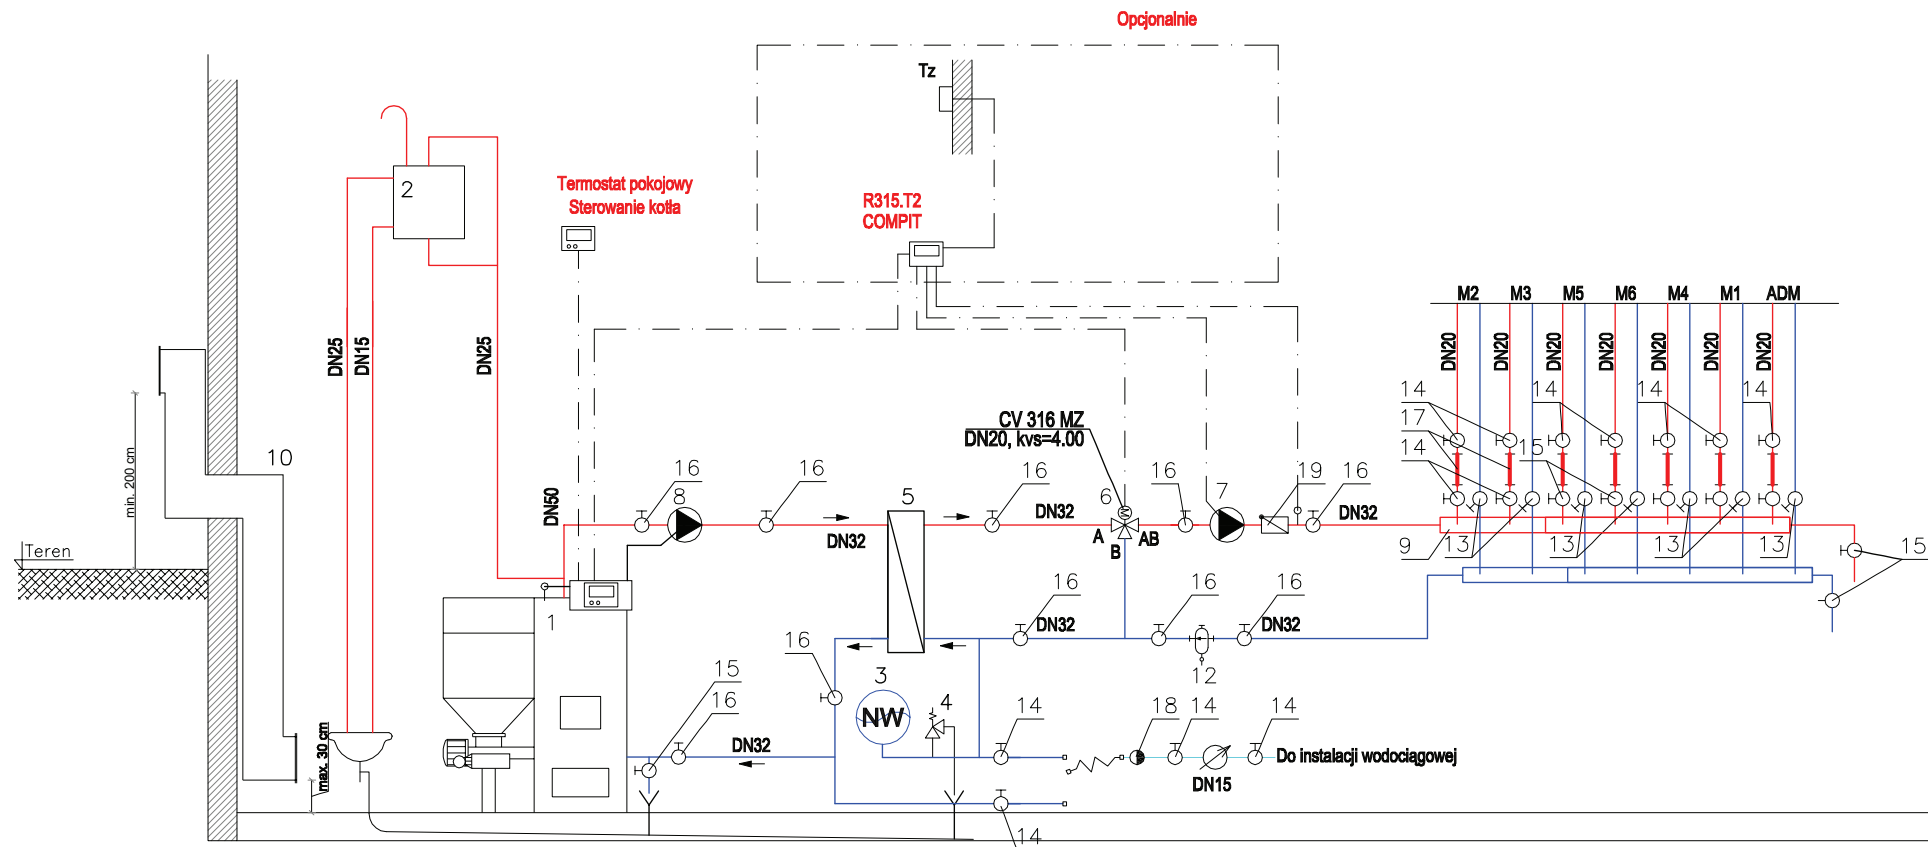 Opcjonalnie
Tz
2
Termostat pokojowy
Sterowanie kotła
R315.T2
COMPIT
M2 M3 M5 M6 M4 M1 ADM
DN25
DN15
DN25
DN20
DN20
DN20
DN20
DN20
DN20
DN20
14 14 14 14
17
14 15
CV 316 MZ
DN20, kvs=4.00
min. 200 cm
10
DN50
16 8 16 5 16 6 16 7 19 16
M
DN32 DN32 DN32
A AB
B
9 13 13 13 13 15
Teren
1
16 16 16
DN32 DN32
16
12
15
16
3
NW
4
14 18 14 14
DN32
Do instalacji wodociągowej
DN15
max. 30 cm
14